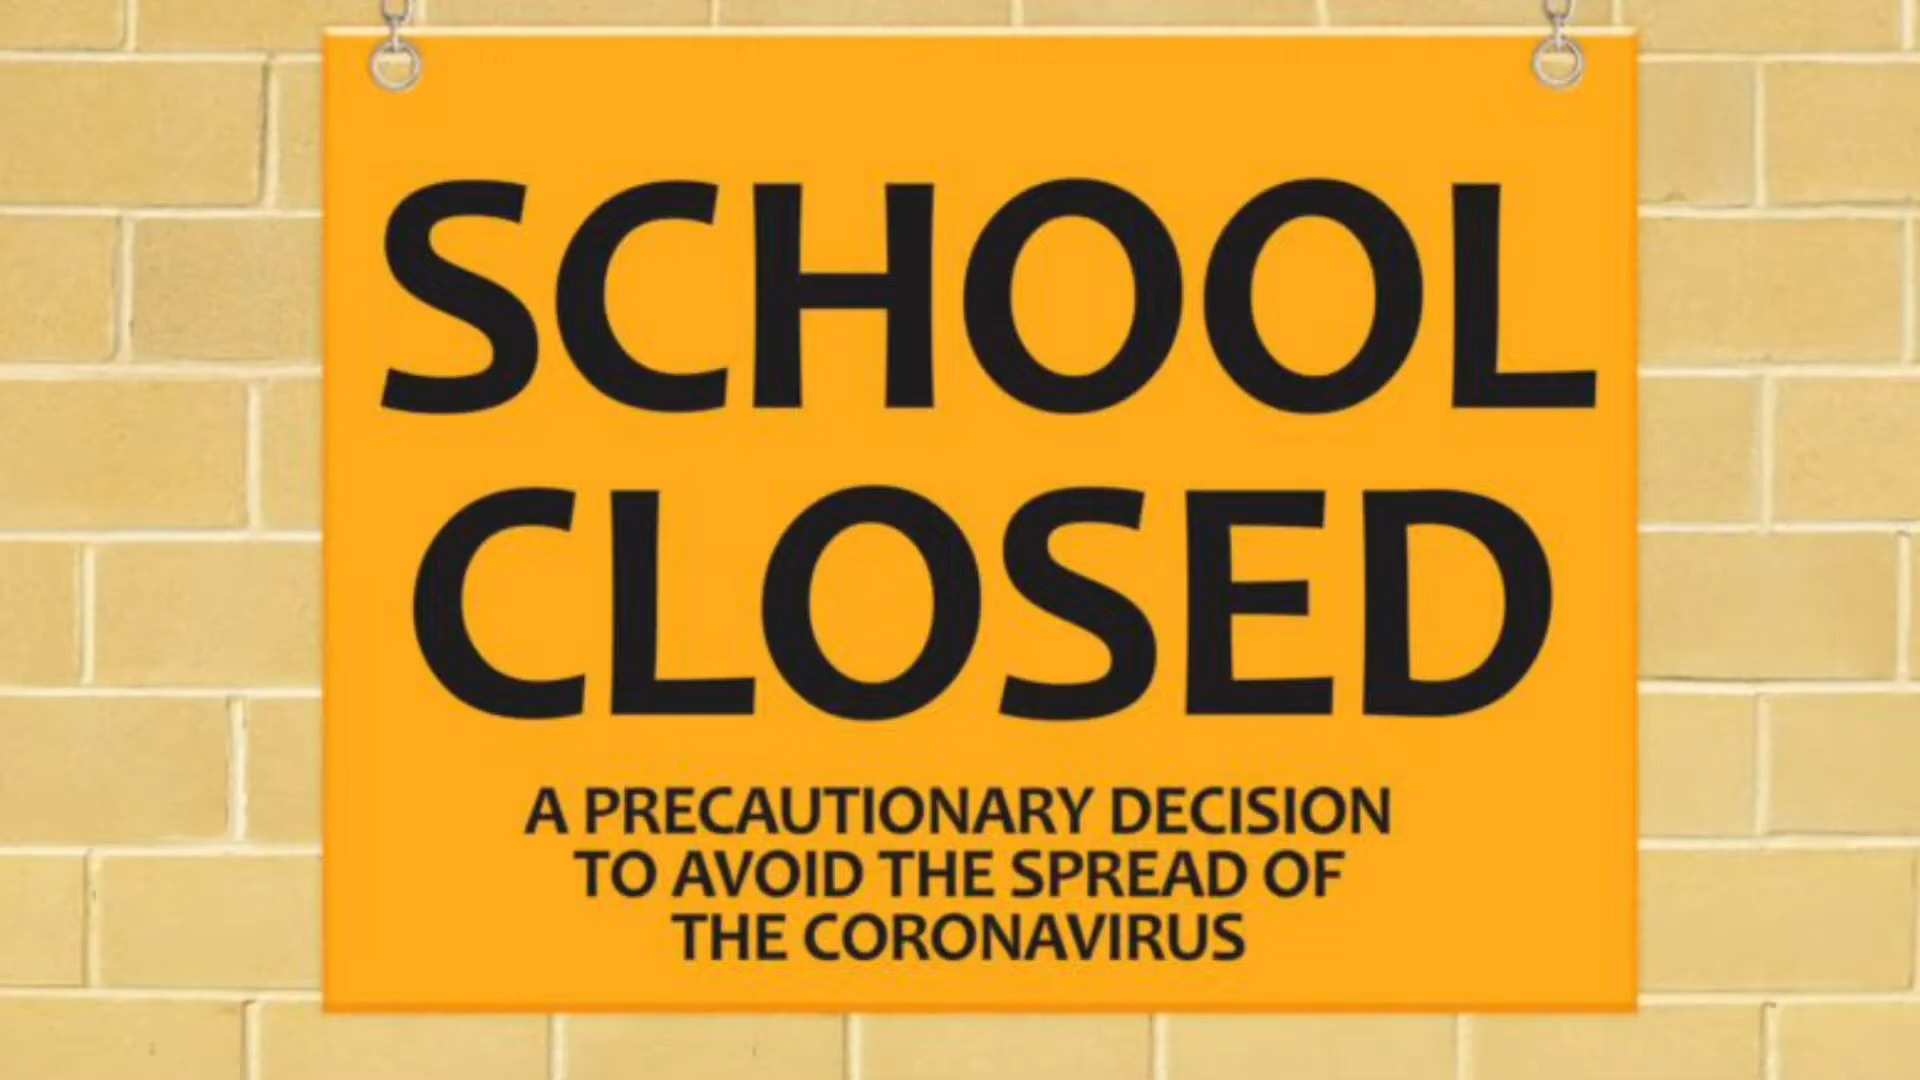 SCHOOL
CLOSED
A PRECAUTIONARY DECISION
TO AVOID THE SPREAD OF
THE CORONAVIRUS